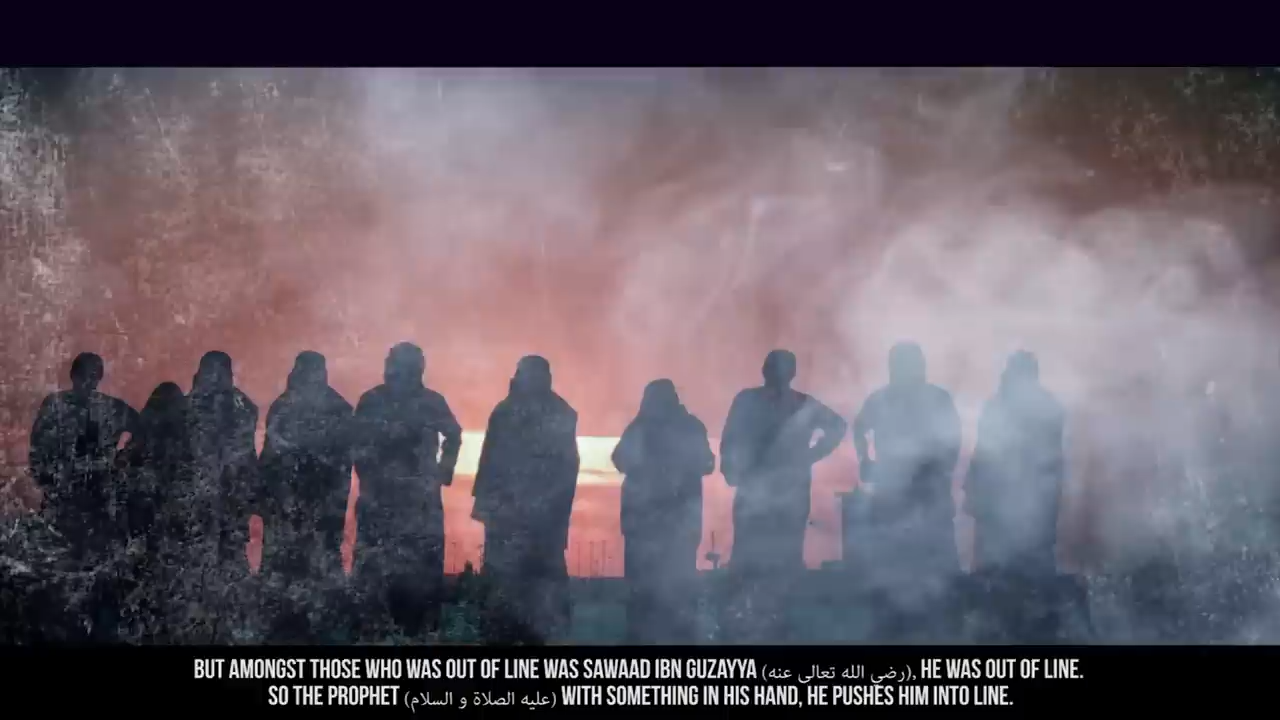 BUT AMONGST THOSE WHO WAS OUT OF LINE WAS SAWAAD IBN GUZAYYA (رضي الله تعالى عنه), HE WAS OUT OF LINE.
SO THE PROPHET (عليه الصلاة و السلام) WITH SOMETHING IN HIS HAND, HE PUSHES HIM INTO LINE.